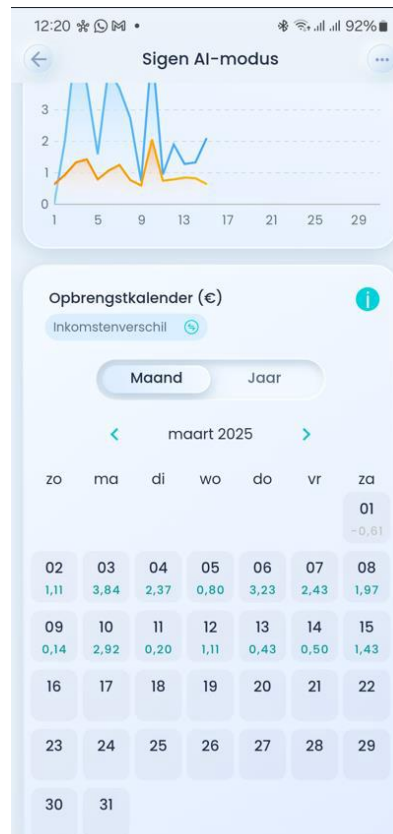 12:20 92%
Sigen AI-modus
3
2
1
0
1 5 9 13 17 21 25 29
Opbrengstkalender (€)
i
Inkomstenverschil
Maand Jaar
< maart 2025 >
zo ma di wo do vr za
01
-0,61
02 03 04 05 06 07 08
1,11 3,84 2,37 0,80 3,23 2,43 1,97
09 10 11 12 13 14 15
0,14 2,92 0,20 1,11 0,43 0,50 1,43
16 17 18 19 20 21 22
23 24 25 26 27 28 29
30 31